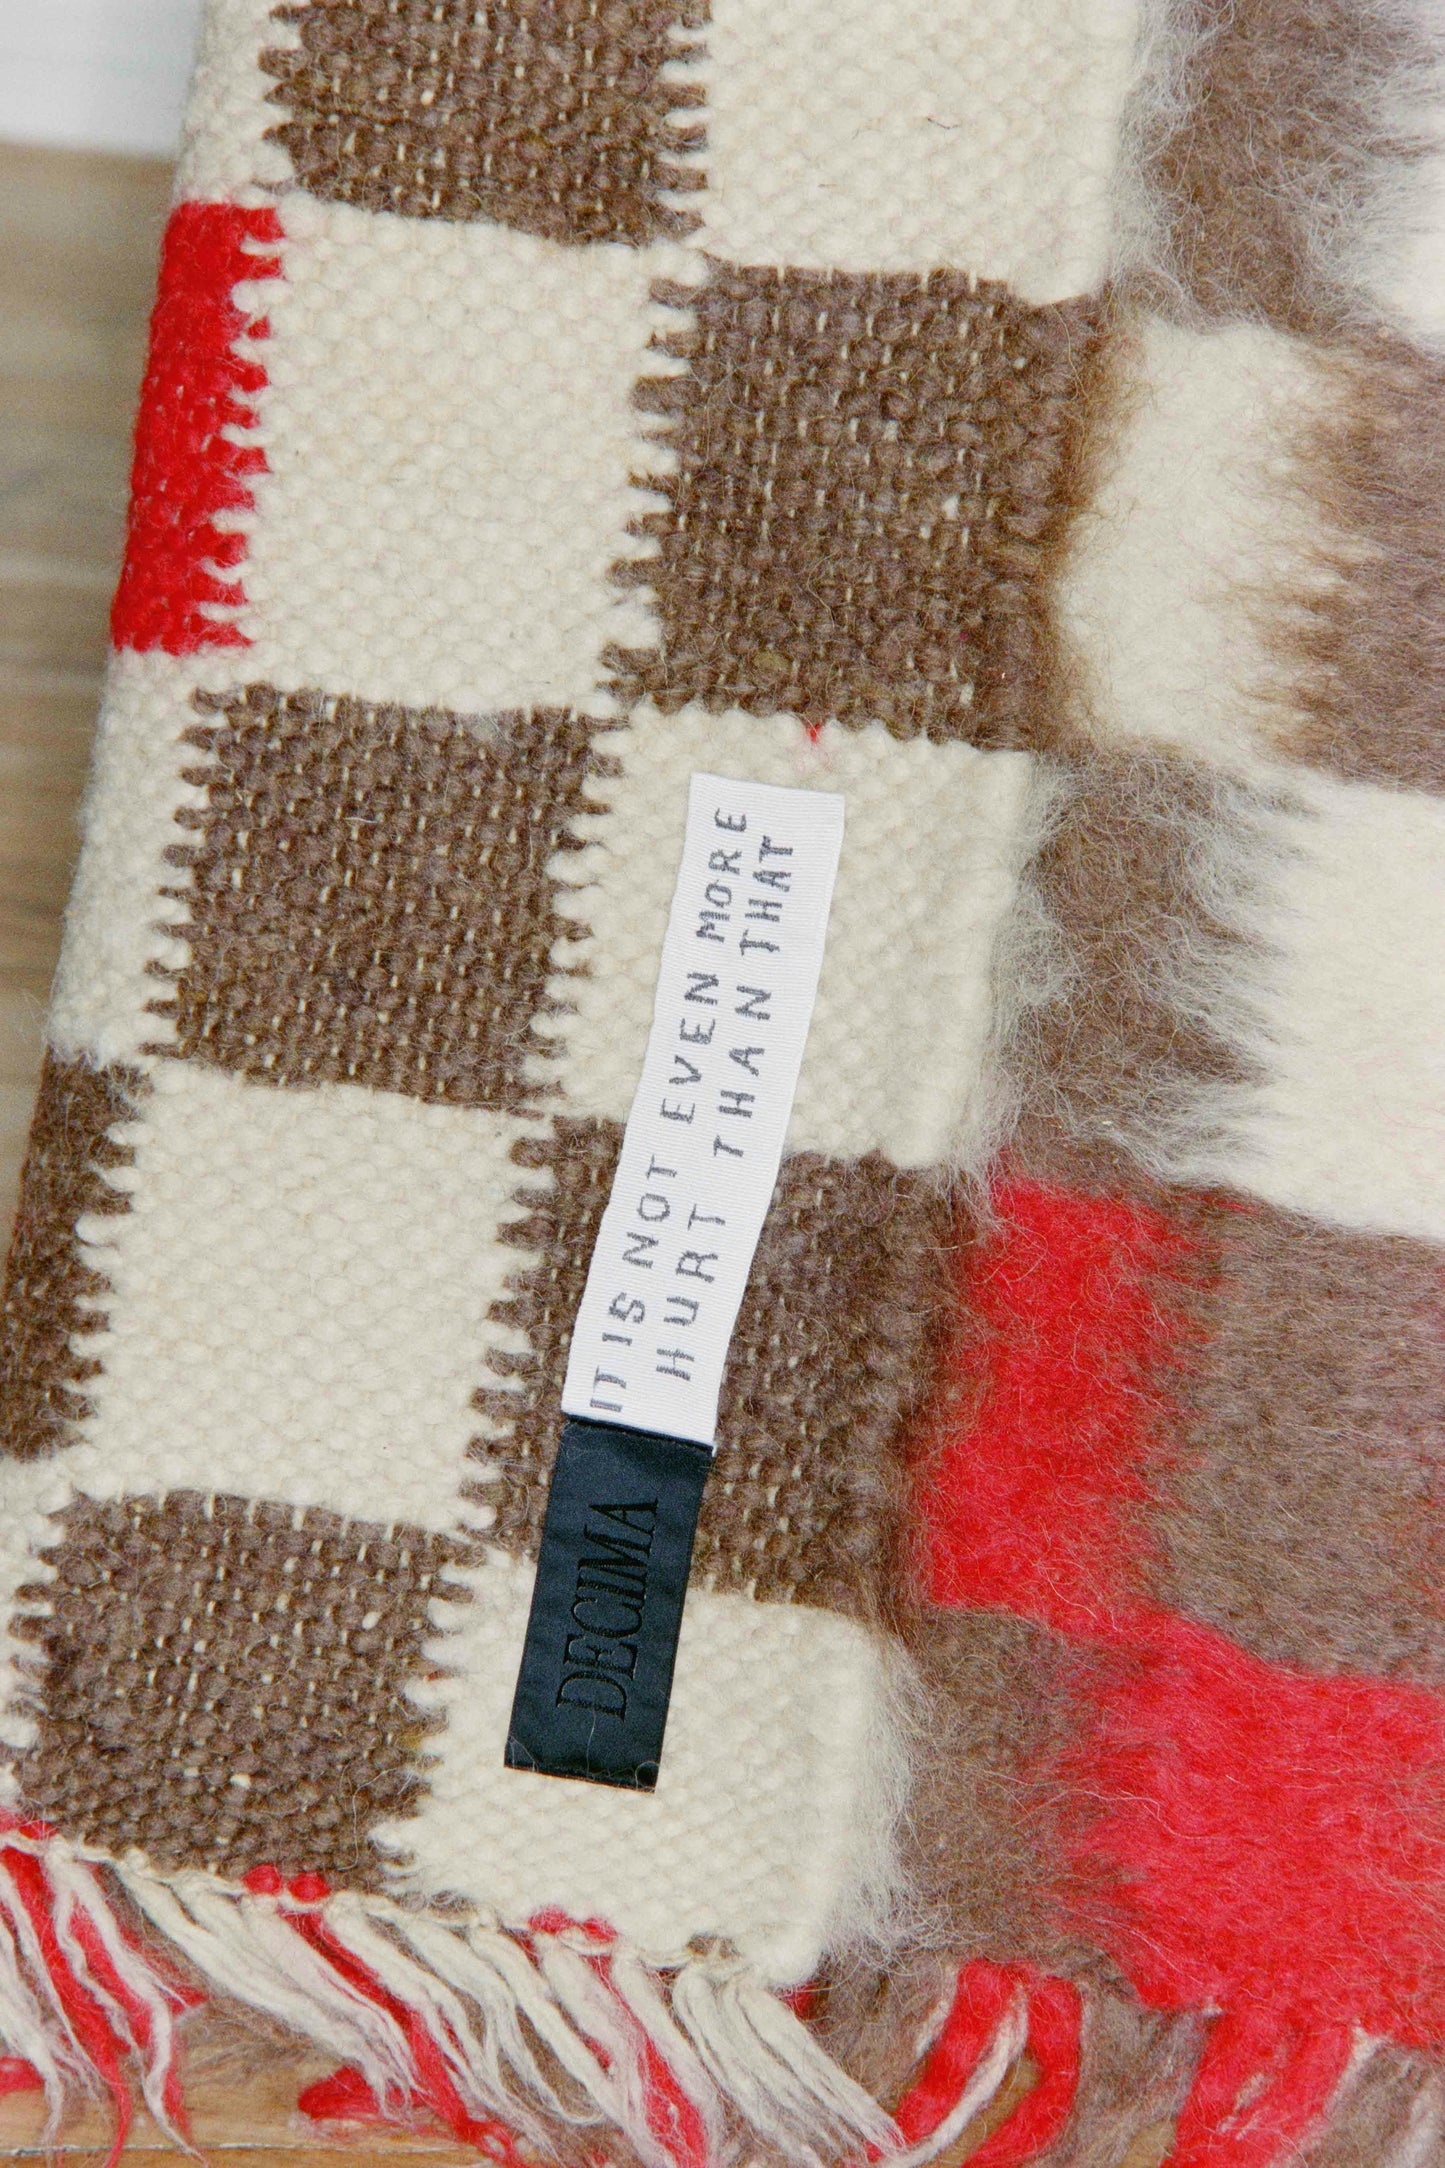 IT IS NOT EVEN MORE
HURT THAN THAT
DECIMA